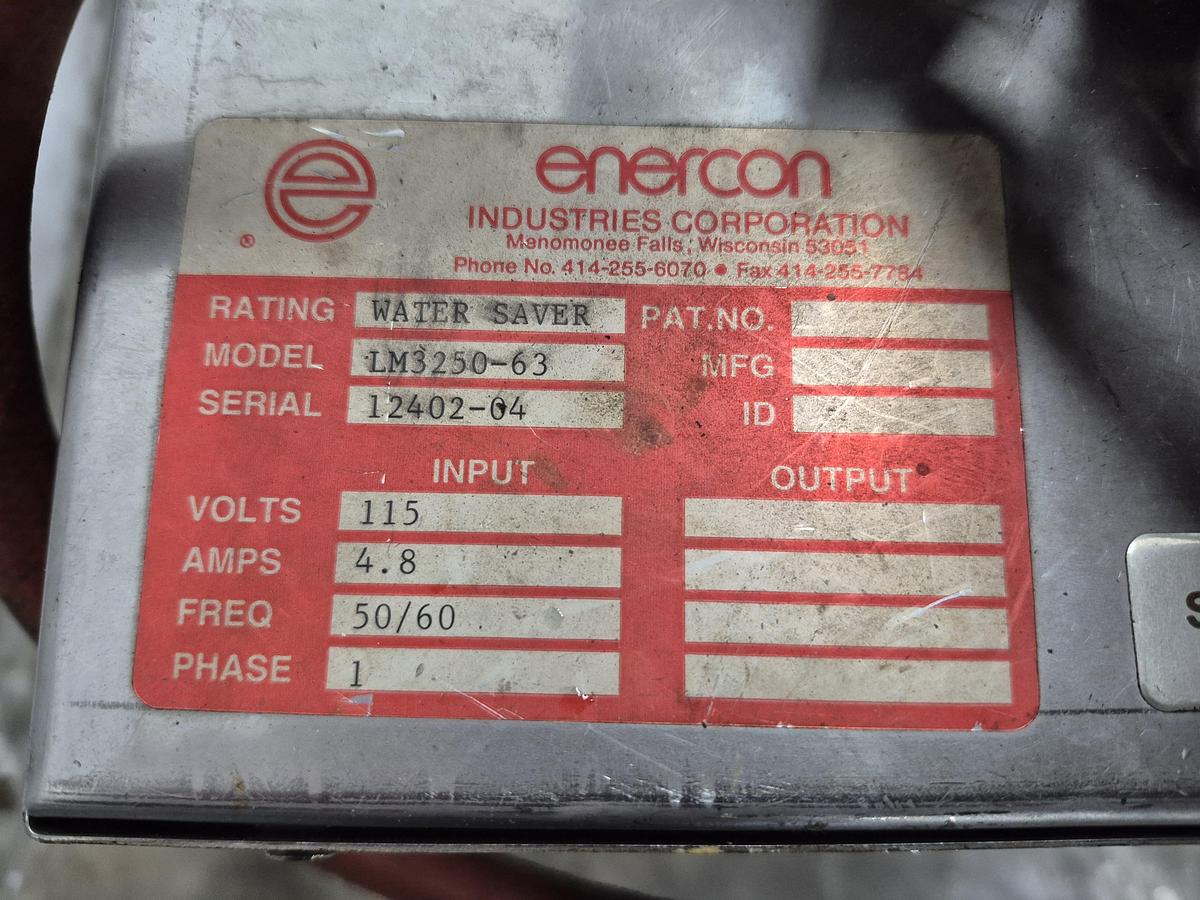 e
®
enercon
INDUSTRIES CORPORATION
Menomonee Falls, Wisconsin 53051
Phone No. 414-255-6070 ● Fax 414-255-7784
RATING WATER SAVER PAT.NO.
MODEL LM3250-63 MFG
SERIAL 12402-04 ID
INPUT OUTPUT
VOLTS 115
AMPS 4.8
FREQ 50/60
PHASE 1
S